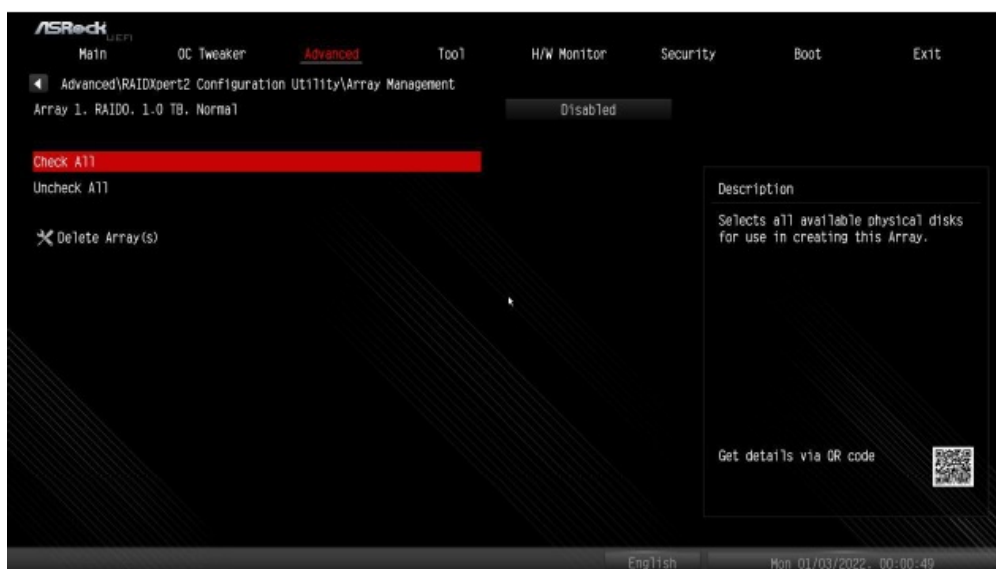 ASRock UEFI
Main OC Tweaker Advanced Tool H/W Monitor Security Boot Exit
Advanced\RAIDXpert2 Configuration Utility\Array Management
Array 1, RAID0, 1.0 TB, Normal Disabled
Check All
Uncheck All
Delete Array(s)
Description
Selects all available physical disks
for use in creating this Array.
Get details via QR code
English Mon 01/03/2022, 00:00:49